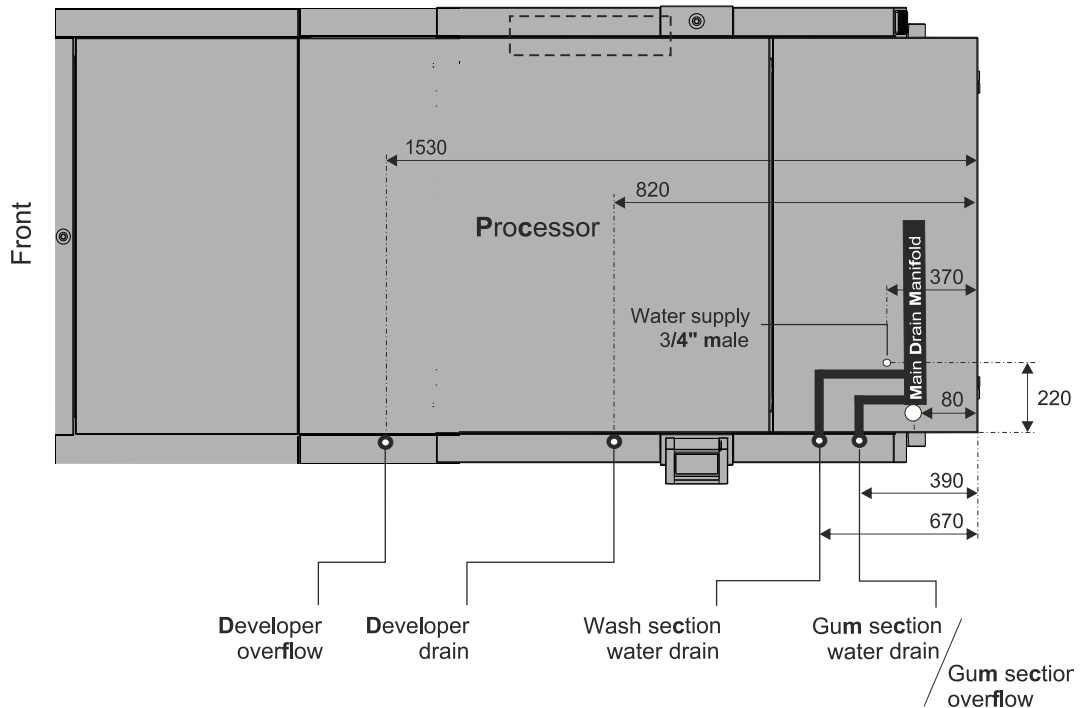 1530
820
Front
Processor
370
Water supply
3/4" male
Main Drain Manifold
80
220
390
670
Developer
overflow
Developer
drain
Wash section
water drain
Gum section
water drain
Gum section
overflow